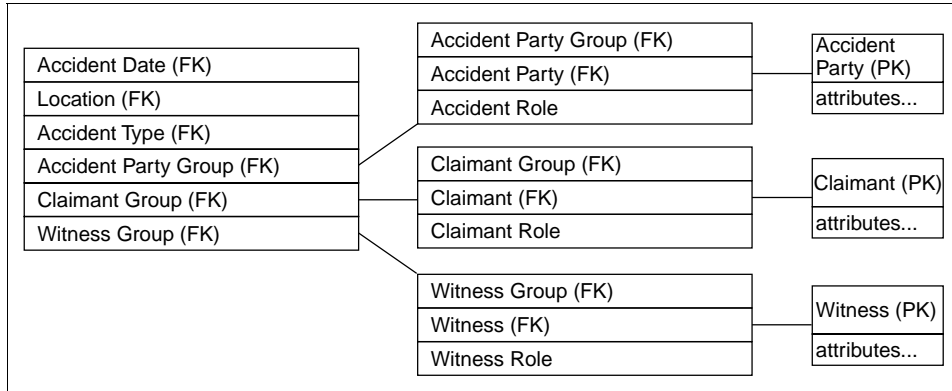 Accident Date (FK)
Location (FK)
Accident Type (FK)
Accident Party Group (FK)
Claimant Group (FK)
Witness Group (FK)
Accident Party Group (FK)
Accident Party (FK)
Accident Role
Claimant Group (FK)
Claimant (FK)
Claimant Role
Witness Group (FK)
Witness (FK)
Witness Role
Accident
Party (PK)
attributes...
Claimant (PK)
attributes...
Witness (PK)
attributes...